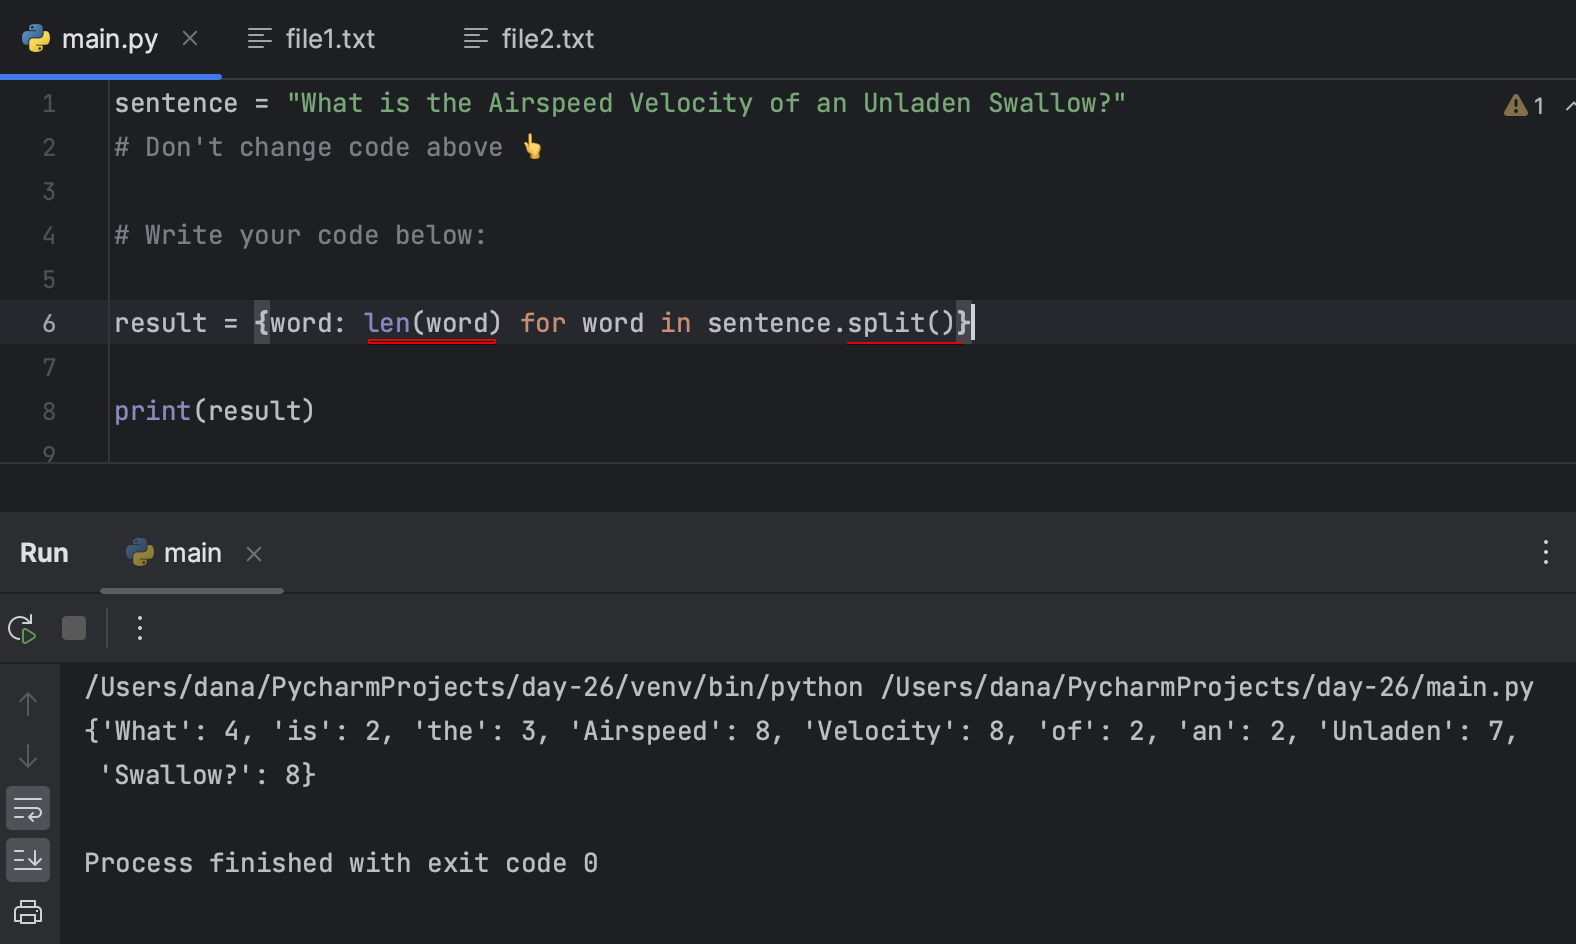 main.py file1.txt file2.txt
1 sentence = "What is the Airspeed Velocity of an Unladen Swallow?" 1
2 # Don't change code above 👆
3
4 # Write your code below:
5
6 result = {word: len(word) for word in sentence.split()}
7
8 print(result)
9
Run main
/Users/dana/PycharmProjects/day-26/venv/bin/python /Users/dana/PycharmProjects/day-26/main.py
{'What': 4, 'is': 2, 'the': 3, 'Airspeed': 8, 'Velocity': 8, 'of': 2, 'an': 2, 'Unladen': 7,
'Swallow?': 8}
Process finished with exit code 0